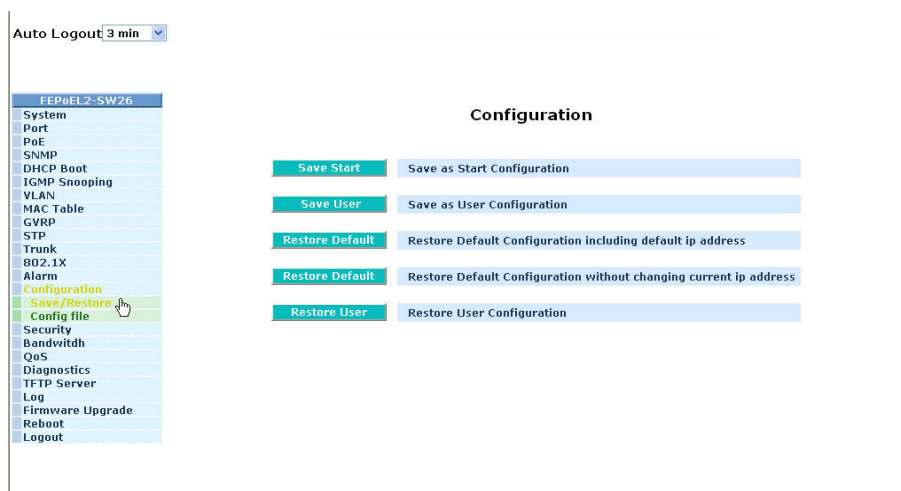 Auto Logout 3 min
FEPoEL2-SW26
System
Port
PoE
SNMP
DHCP Boot
IGMP Snooping
VLAN
MAC Table
GVRP
STP
Trunk
802.1X
Alarm
Configuration
Save/Restore
Config file
Security
Bandwitdh
QoS
Diagnostics
TFTP Server
Log
Firmware Upgrade
Reboot
Logout
Configuration
Save Start Save as Start Configuration
Save User Save as User Configuration
Restore Default Restore Default Configuration including default ip address
Restore Default Restore Default Configuration without changing current ip address
Restore User Restore User Configuration